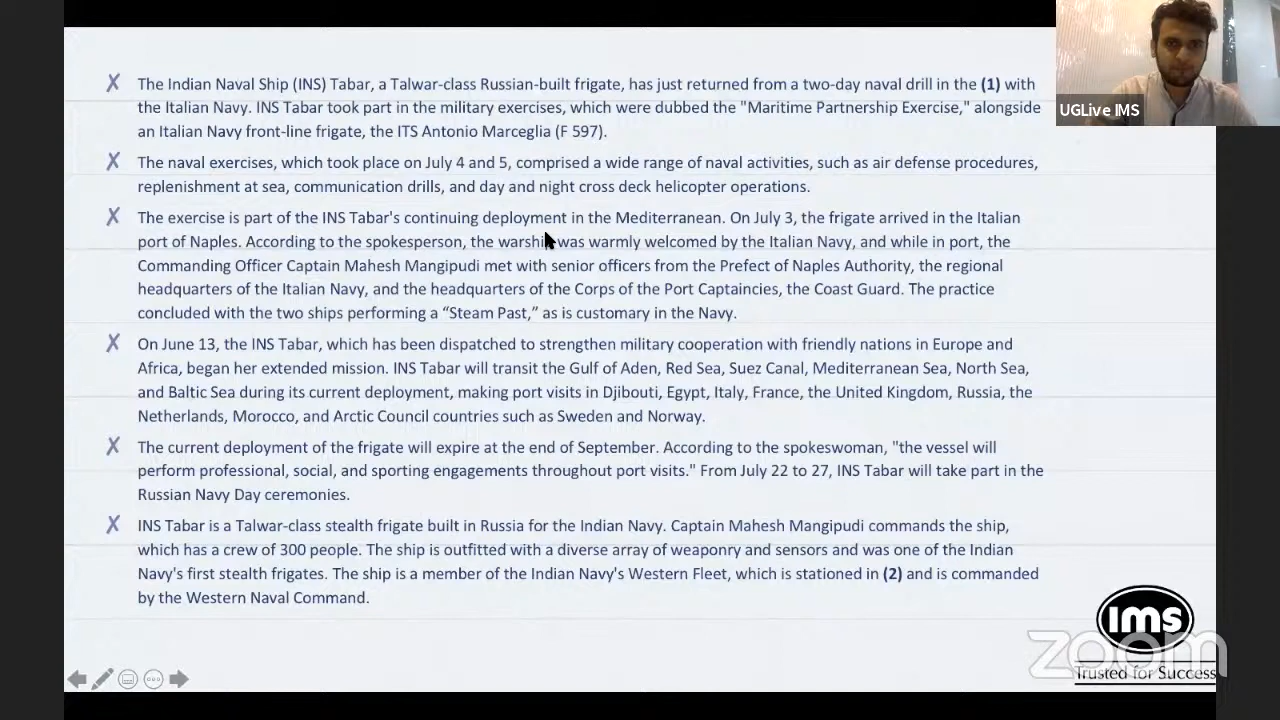 The Indian Naval Ship (INS) Tabar, a Talwar-class Russian-built frigate, has just returned from a two-day naval drill in the (1) with
the Italian Navy. INS Tabar took part in the military exercises, which were dubbed the "Maritime Partnership Exercise," alongside
an Italian Navy front-line frigate, the ITS Antonio Marceglia (F 597).
The naval exercises, which took place on July 4 and 5, comprised a wide range of naval activities, such as air defense procedures,
replenishment at sea, communication drills, and day and night cross deck helicopter operations.
The exercise is part of the INS Tabar's continuing deployment in the Mediterranean. On July 3, the frigate arrived in the Italian
port of Naples. According to the spokesperson, the warship was warmly welcomed by the Italian Navy, and while in port, the
Commanding Officer Captain Mahesh Mangipudi met with senior officers from the Prefect of Naples Authority, the regional
headquarters of the Italian Navy, and the headquarters of the Corps of the Port Captaincies, the Coast Guard. The practice
concluded with the two ships performing a “Steam Past,” as is customary in the Navy.
On June 13, the INS Tabar, which has been dispatched to strengthen military cooperation with friendly nations in Europe and
Africa, began her extended mission. INS Tabar will transit the Gulf of Aden, Red Sea, Suez Canal, Mediterranean Sea, North Sea,
and Baltic Sea during its current deployment, making port visits in Djibouti, Egypt, Italy, France, the United Kingdom, Russia, the
Netherlands, Morocco, and Arctic Council countries such as Sweden and Norway.
The current deployment of the frigate will expire at the end of September. According to the spokeswoman, "the vessel will
perform professional, social, and sporting engagements throughout port visits." From July 22 to 27, INS Tabar will take part in the
Russian Navy Day ceremonies.
INS Tabar is a Talwar-class stealth frigate built in Russia for the Indian Navy. Captain Mahesh Mangipudi commands the ship,
which has a crew of 300 people. The ship is outfitted with a diverse array of weaponry and sensors and was one of the Indian
Navy's first stealth frigates. The ship is a member of the Indian Navy's Western Fleet, which is stationed in (2) and is commanded
by the Western Naval Command.
UGLive IMS
ims
zoom
Trusted for Success